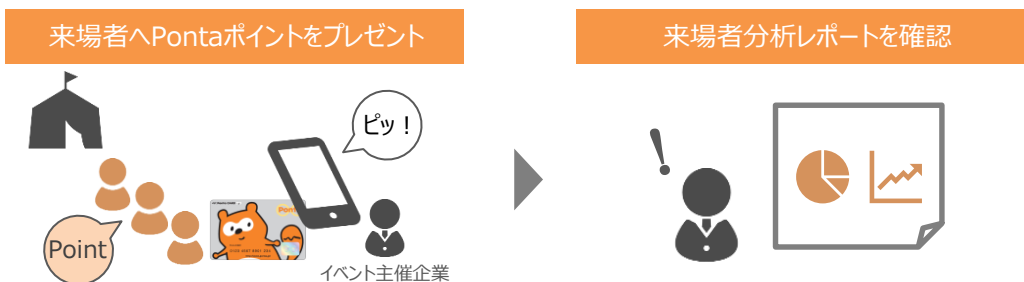 来場者へPontaポイントをプレゼント
来場者分析レポートを確認
ピッ！
Ponta
Point
イベント主催企業